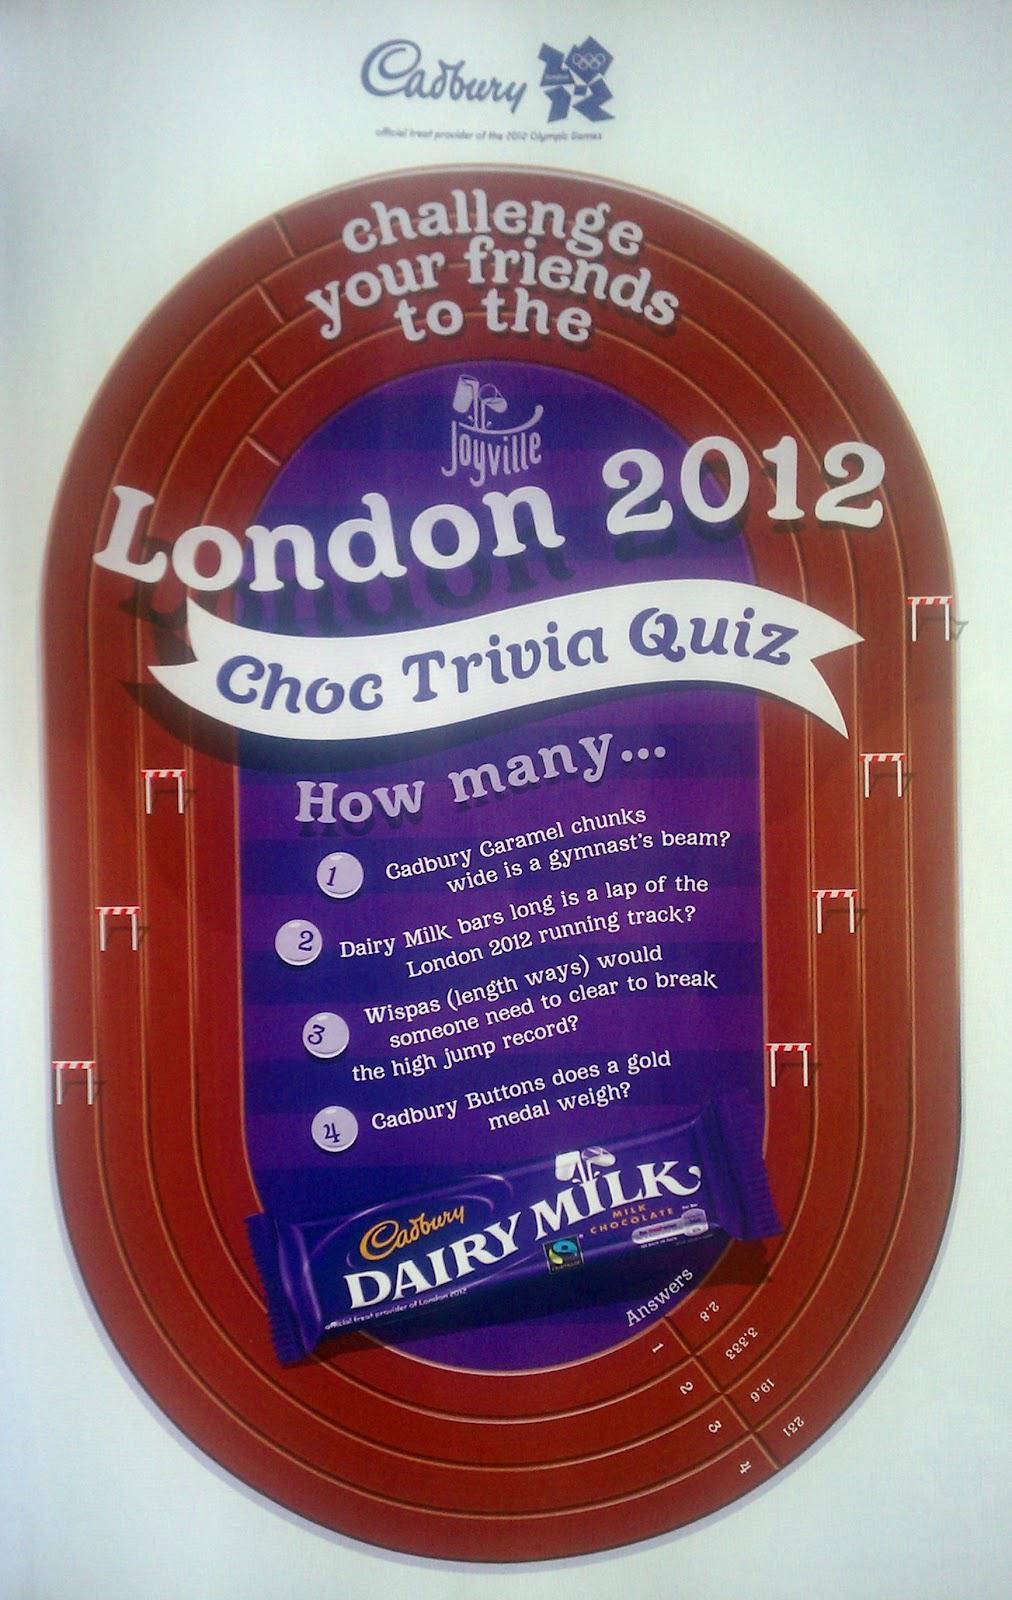 Cadbury
London
official treat provider of the 2012 Olympic Games
challenge
your friends
to the
Joyville
London 2012
Choc Trivia Quiz
How many...
1 Cadbury Caramel chunks
wide is a gymnast's beam?
2 Dairy Milk bars long is a lap of the
London 2012 running track?
3 Wispas (length ways) would
someone need to clear to break
the high jump record?
4 Cadbury Buttons does a gold
medal weigh?
Cadbury
DAIRY MILK
MILK
CHOCOLATE
FAIRTRADE
official treat provider of London 2012
Answers
1 2.8
2 3,333
3 19.6
4 231